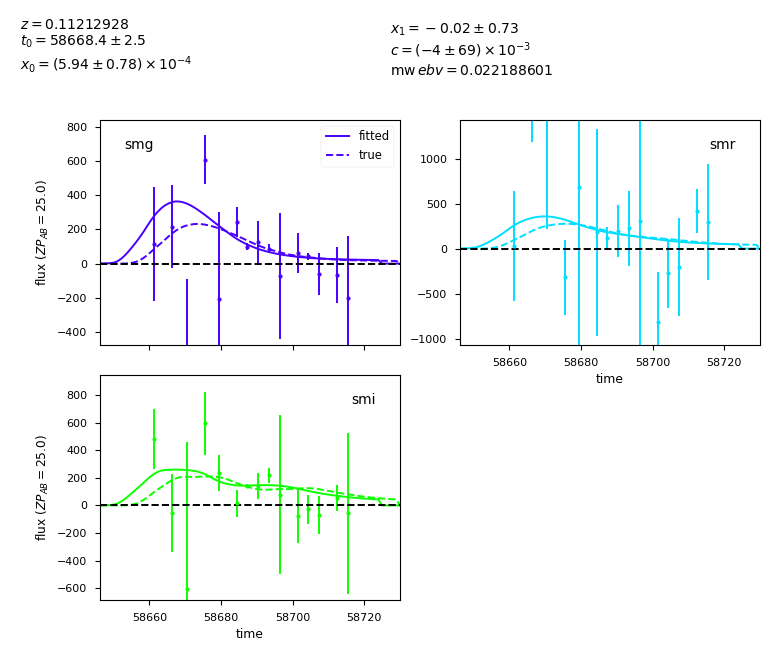 z = 0.11212928
t₀ = 58668.4 ± 2.5
x₀ = (5.94 ± 0.78) × 10⁻⁴
x₁ = −0.02 ± 0.73
c = (−4 ± 69) × 10⁻³
mw ebv = 0.022188601
smg
fitted
true
800
600
400
200
0
−200
−400
flux (ZP_AB = 25.0)
smr
1000
500
0
−500
−1000
58660 58680 58700 58720
time
smi
800
600
400
200
0
−200
−400
−600
flux (ZP_AB = 25.0)
58660 58680 58700 58720
time